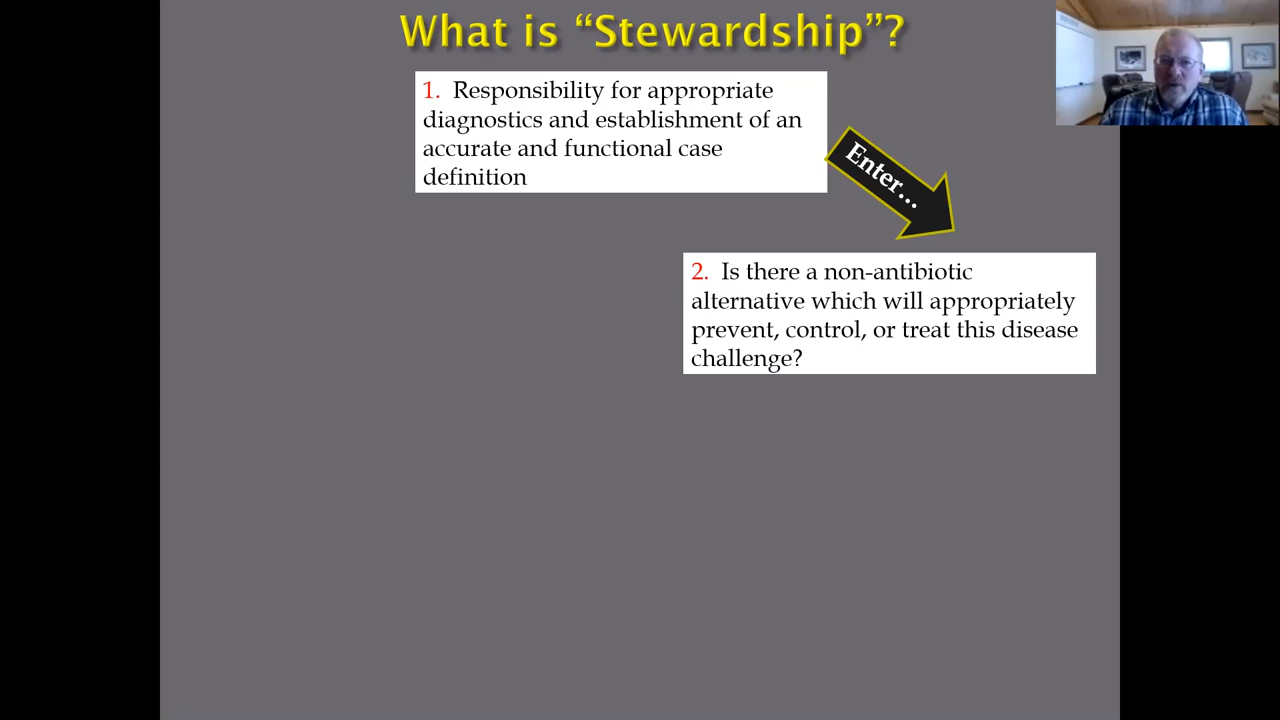 What is “Stewardship”?
1. Responsibility for appropriate
diagnostics and establishment of an
accurate and functional case
definition
Enter...
2. Is there a non-antibiotic
alternative which will appropriately
prevent, control, or treat this disease
challenge?